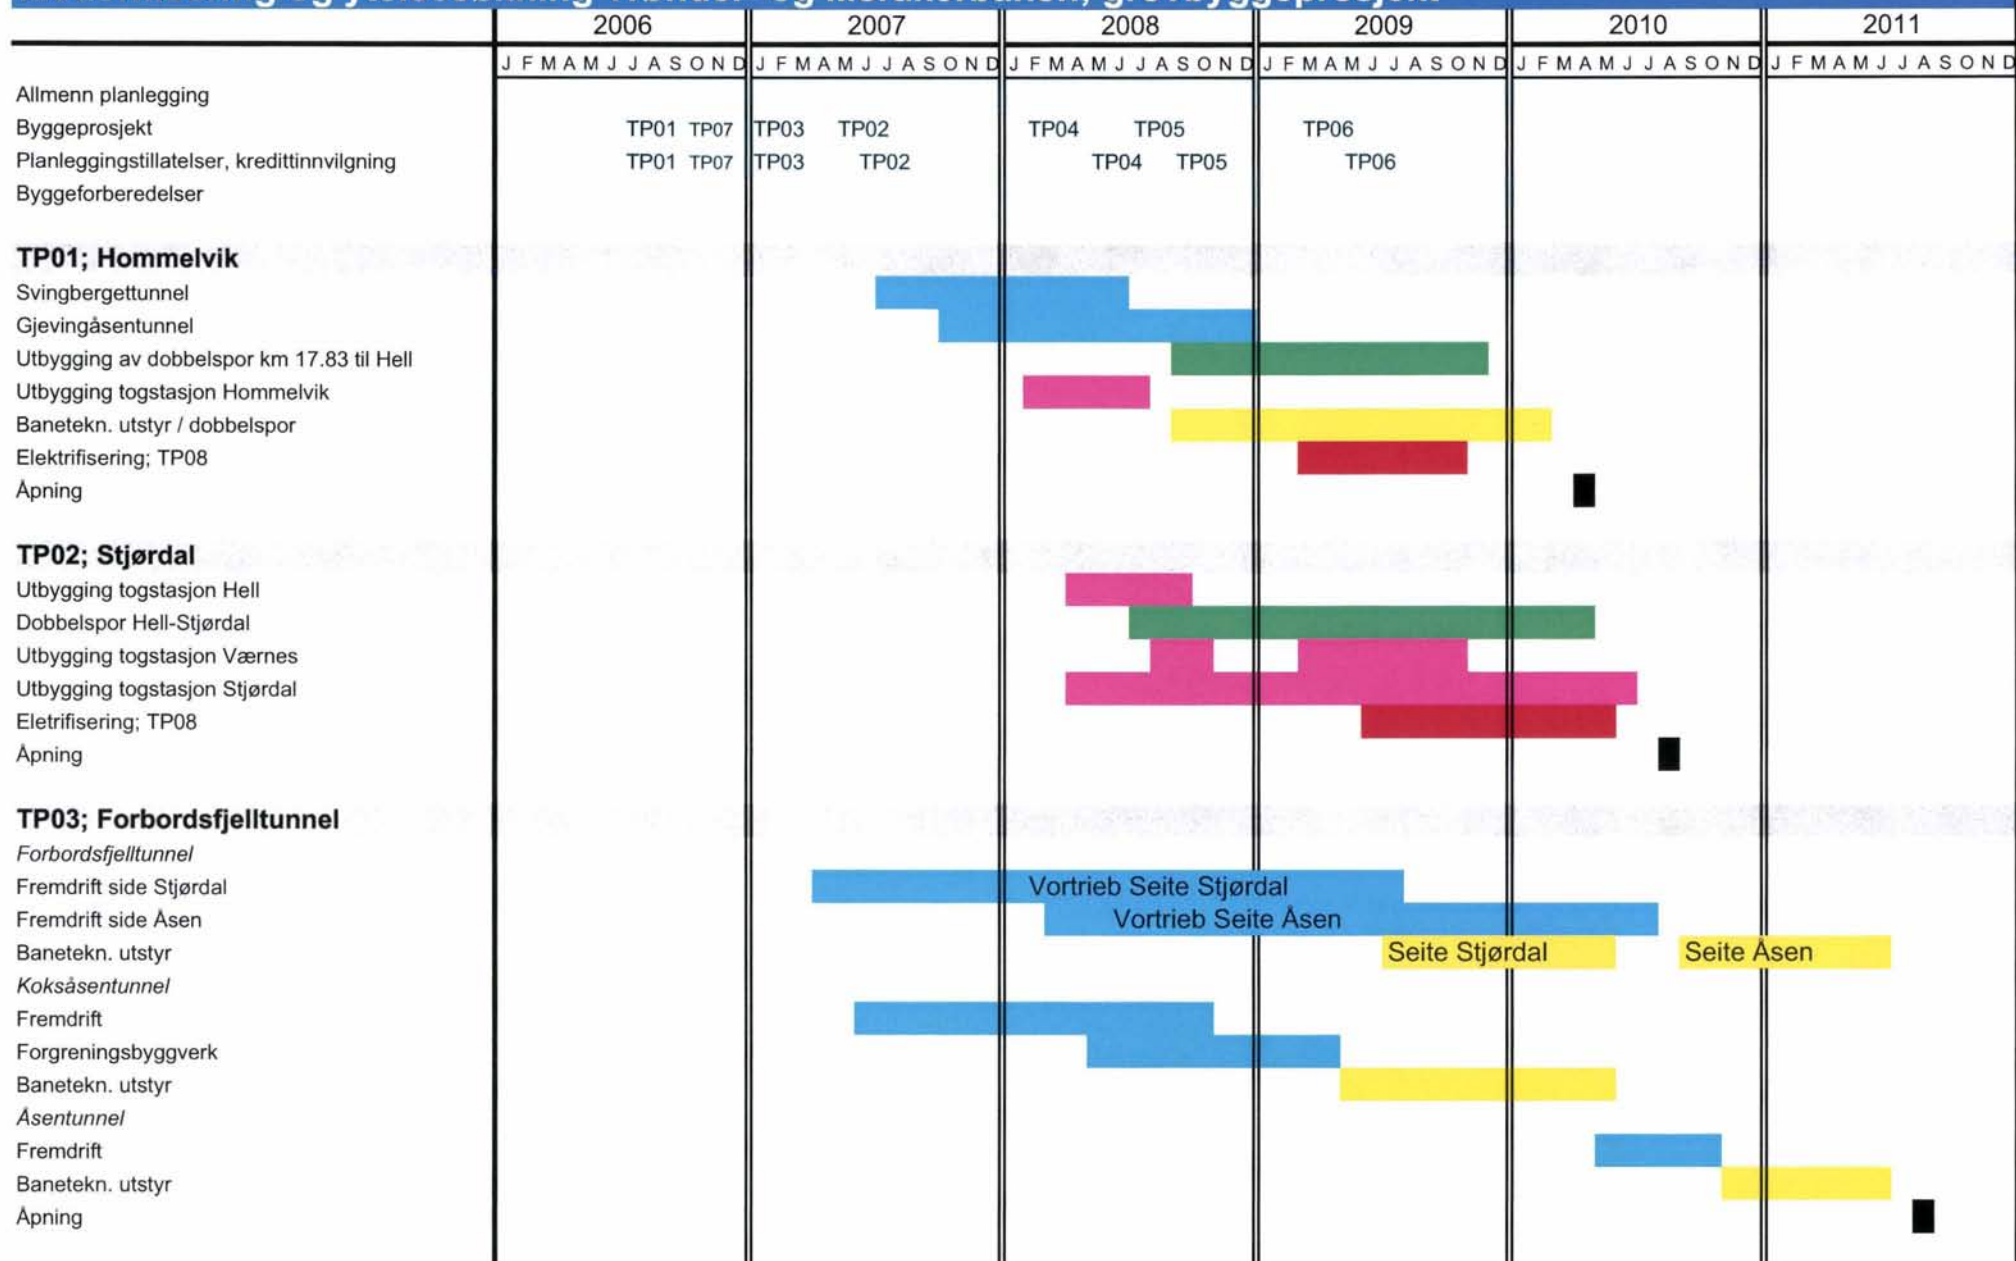 2006 2007 2008 2009 2010 2011
J F M A M J J A S O N D J F M A M J J A S O N D J F M A M J J A S O N D J F M A M J J A S O N D J F M A M J J A S O N D J F M A M J J A S O N D
Allmenn planlegging
Byggeprosjekt TP01 TP07 TP03 TP02 TP04 TP05 TP06
Planleggingstillatelser, kredittinnvilgning TP01 TP07 TP03 TP02 TP04 TP05 TP06
Byggeforberedelser
TP01; Hommelvik
Svingbergettunnel
Gjevingåsentunnel
Utbygging av dobbelspor km 17.83 til Hell
Utbygging togstasjon Hommelvik
Banetekn. utstyr / dobbelspor
Elektrifisering; TP08
Åpning
TP02; Stjørdal
Utbygging togstasjon Hell
Dobbelspor Hell-Stjørdal
Utbygging togstasjon Værnes
Utbygging togstasjon Stjørdal
Eletrifisering; TP08
Åpning
TP03; Forbordsfjelltunnel
Forbordsfjelltunnel
Fremdrift side Stjørdal Vortrieb Seite Stjørdal
Fremdrift side Åsen Vortrieb Seite Åsen
Banetekn. utstyr Seite Stjørdal Seite Åsen
Koksåsentunnel
Fremdrift
Forgreningsbyggverk
Banetekn. utstyr
Åsentunnel
Fremdrift
Banetekn. utstyr
Åpning